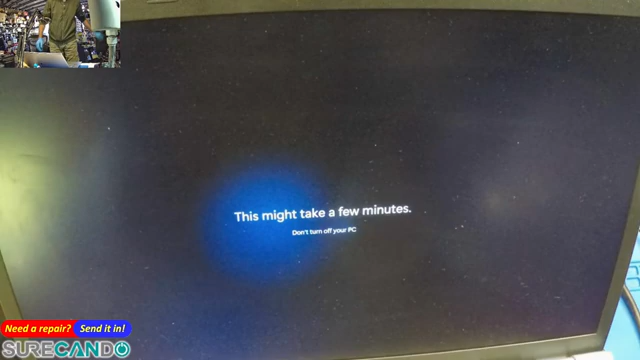 This might take a few minutes.
Don't turn off your PC
Need a repair? Send it in!
SURECANDO